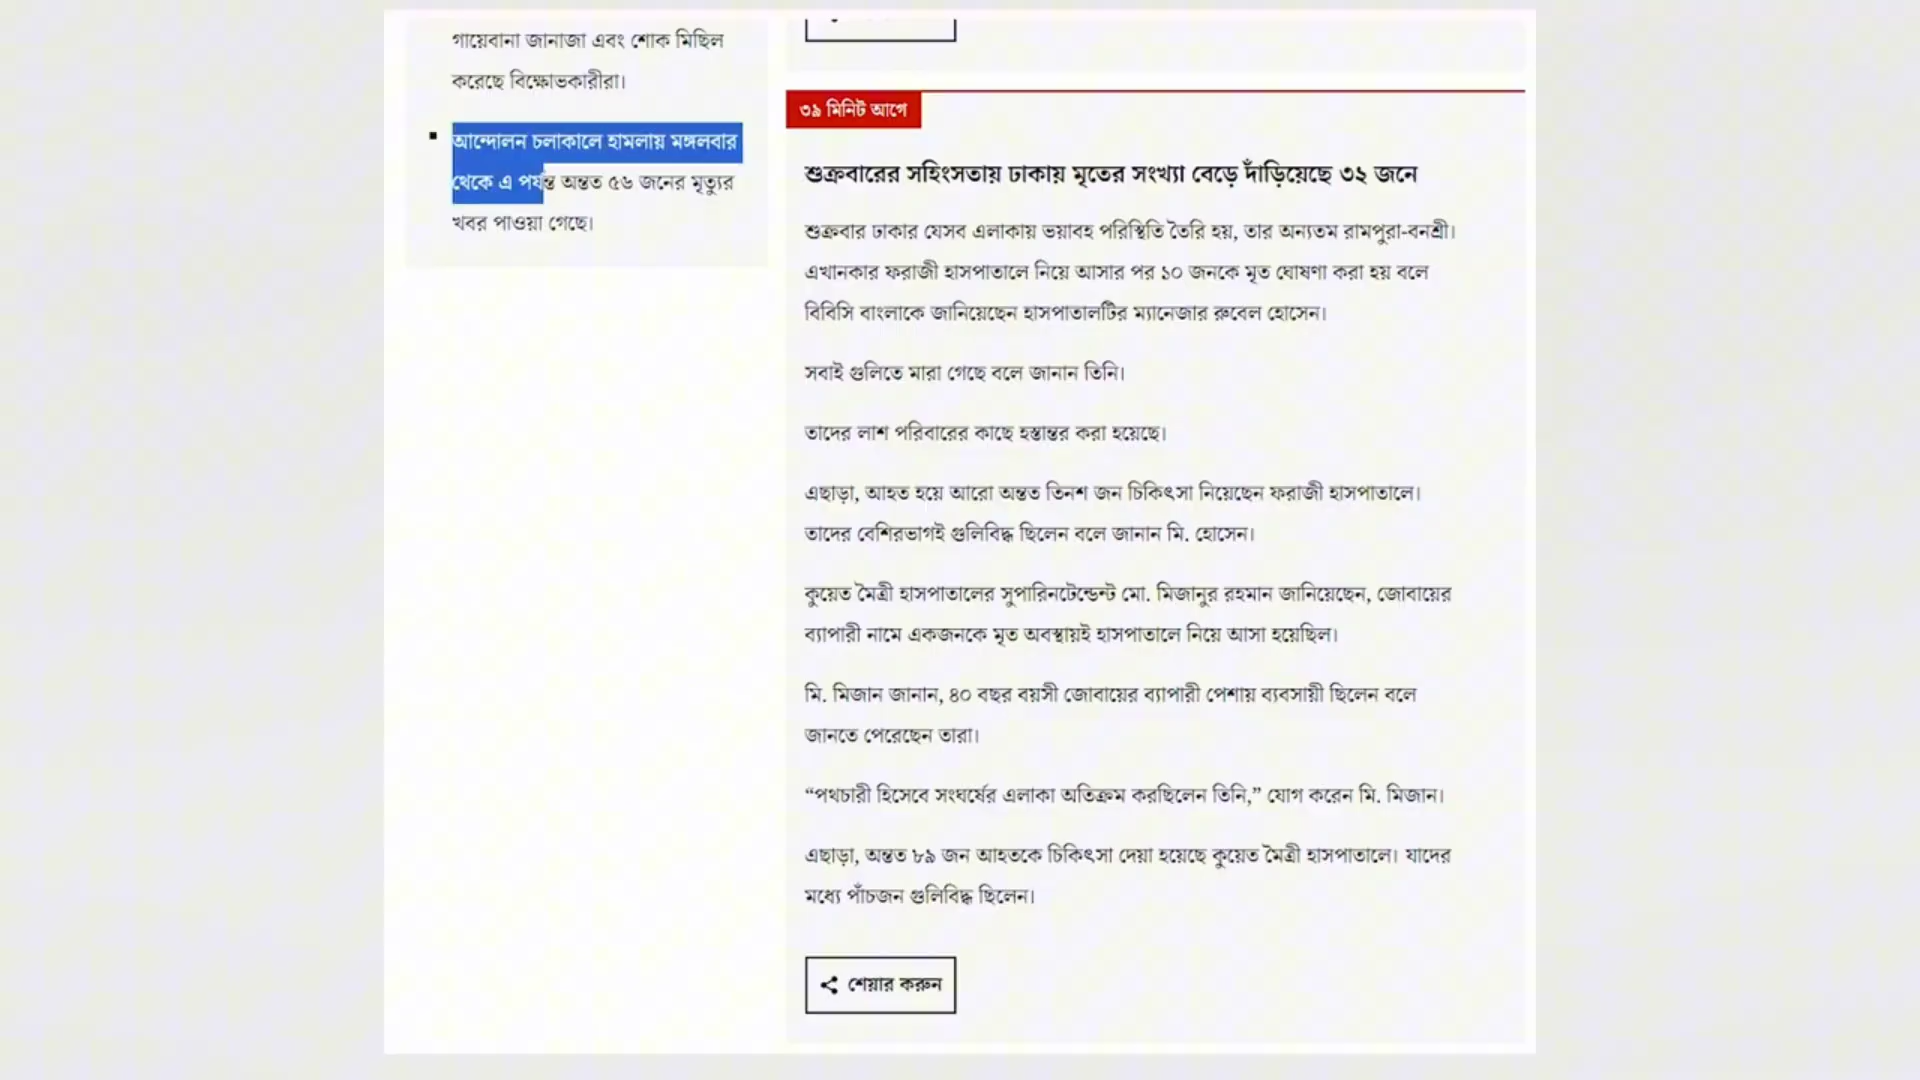 গায়েবানা জানাজা এবং শোক মিছিল
করেছে বিক্ষোভকারীরা।
আন্দোলন চলাকালে হামলায় মঙ্গলবার
থেকে এ পর্যন্ত অন্তত ৫৬ জনের মৃত্যুর
খবর পাওয়া গেছে।
৩৯ মিনিট আগে
শুক্রবারের সহিংসতায় ঢাকায় মৃতের সংখ্যা বেড়ে দাঁড়িয়েছে ৩২ জনে
শুক্রবার ঢাকার যেসব এলাকায় ভয়াবহ পরিস্থিতি তৈরি হয়, তার অন্যতম রামপুরা-বনশ্রী।
এখানকার ফরাজী হাসপাতালে নিয়ে আসার পর ১০ জনকে মৃত ঘোষণা করা হয় বলে
বিবিসি বাংলাকে জানিয়েছেন হাসপাতালটির ম্যানেজার রুবেল হোসেন।
সবাই গুলিতে মারা গেছে বলে জানান তিনি।
তাদের লাশ পরিবারের কাছে হস্তান্তর করা হয়েছে।
এছাড়া, আহত হয়ে আরো অন্তত তিনশ জন চিকিৎসা নিয়েছেন ফরাজী হাসপাতালে।
তাদের বেশিরভাগই গুলিবিদ্ধ ছিলেন বলে জানান মি. হোসেন।
কুয়েত মৈত্রী হাসপাতালের সুপারিনটেন্ডেন্ট মো. মিজানুর রহমান জানিয়েছেন, জোবায়ের
ব্যাপারী নামে একজনকে মৃত অবস্থায়ই হাসপাতালে নিয়ে আসা হয়েছিল।
মি. মিজান জানান, ৪০ বছর বয়সী জোবায়ের ব্যাপারী পেশায় ব্যবসায়ী ছিলেন বলে
জানতে পেরেছেন তারা।
“পথচারী হিসেবে সংঘর্ষের এলাকা অতিক্রম করছিলেন তিনি,” যোগ করেন মি. মিজান।
এছাড়া, অন্তত ৮৯ জন আহতকে চিকিৎসা দেয়া হয়েছে কুয়েত মৈত্রী হাসপাতালে। যাদের
মধ্যে পাঁচজন গুলিবিদ্ধ ছিলেন।
শেয়ার করুন